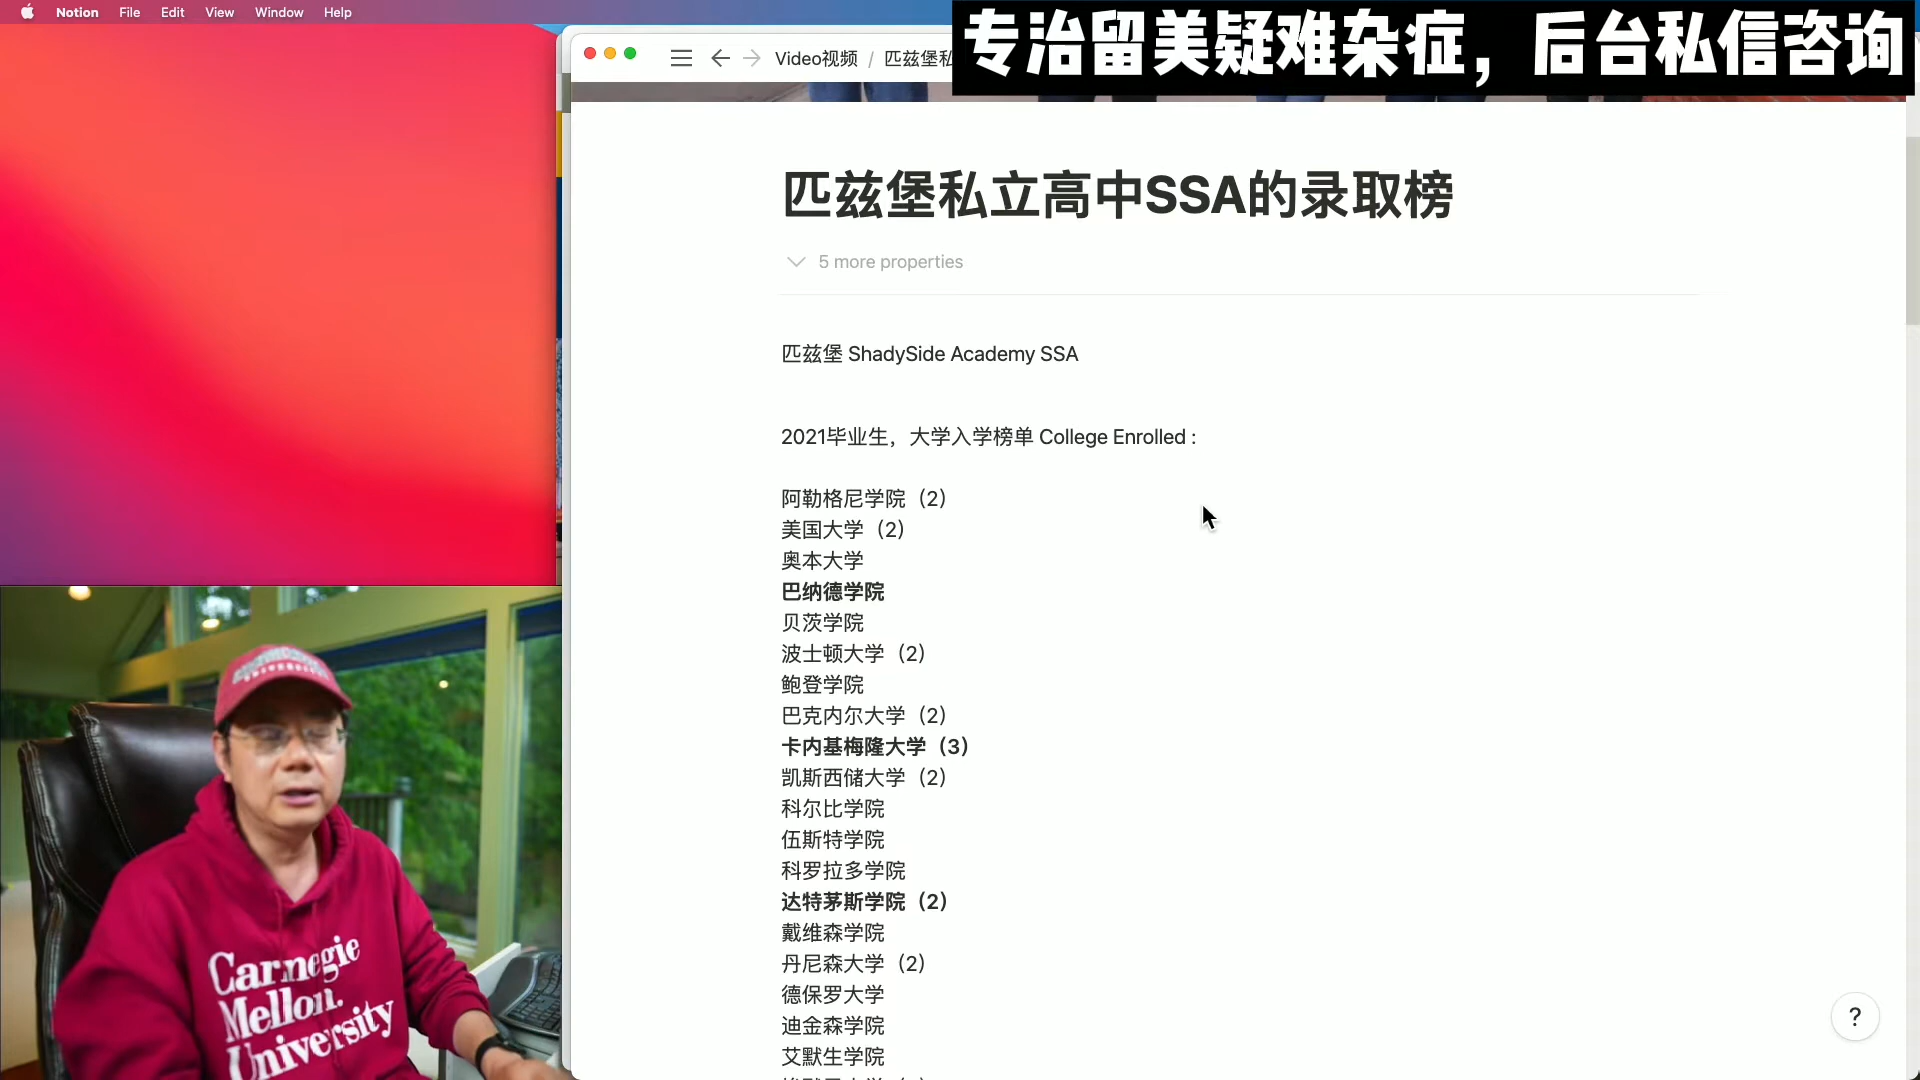 Notion File Edit View Window Help
专治留美疑难杂症，后台私信咨询
Video视频 / 匹兹堡私
匹兹堡私立高中SSA的录取榜
5 more properties
匹兹堡 ShadySide Academy SSA
2021毕业生，大学入学榜单 College Enrolled :
阿勒格尼学院（2）
美国大学（2）
奥本大学
巴纳德学院
贝茨学院
波士顿大学（2）
鲍登学院
巴克内尔大学（2）
卡内基梅隆大学（3）
凯斯西储大学（2）
科尔比学院
伍斯特学院
科罗拉多学院
达特茅斯学院（2）
戴维森学院
丹尼森大学（2）
德保罗大学
迪金森学院
艾默生学院
?
Carnegie
Mellon.
University